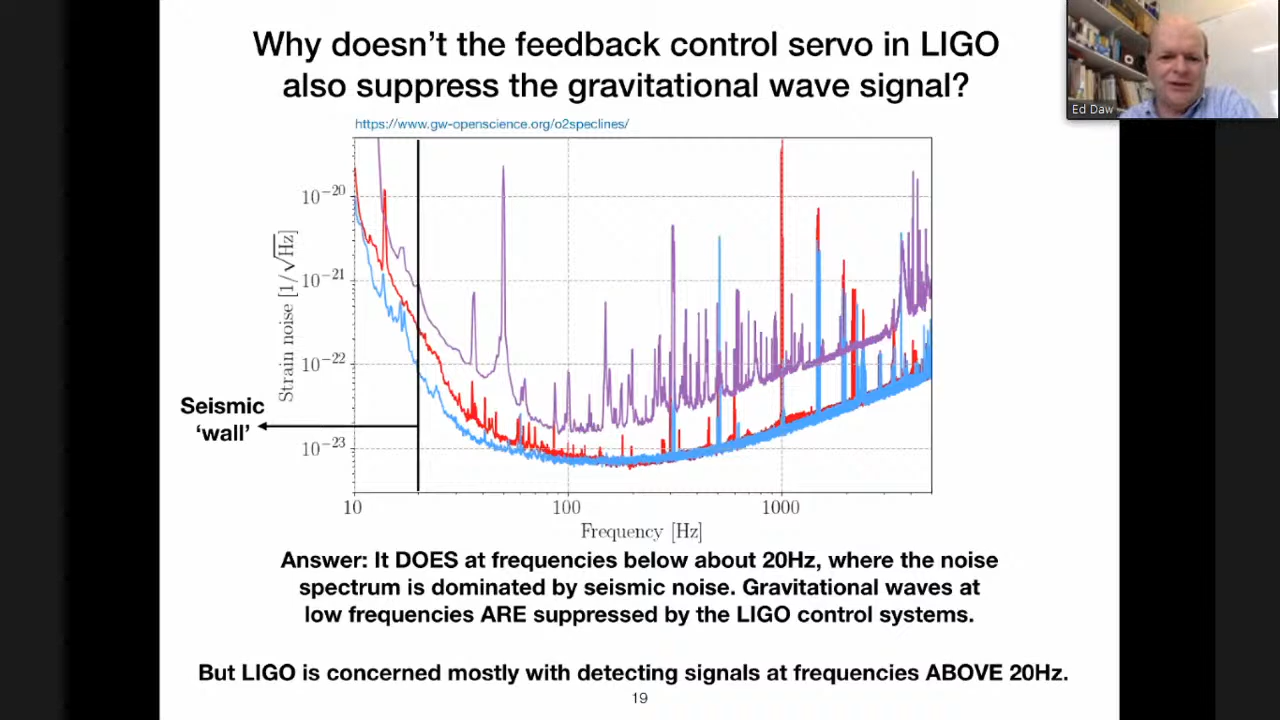 Why doesn't the feedback control servo in LIGO
also suppress the gravitational wave signal?
Ed Daw
https://www.gw-openscience.org/o2speclines/
10⁻²⁰
10⁻²¹
10⁻²²
10⁻²³
Strain noise [1/√Hz]
Seismic
'wall'
10 100 1000
Frequency [Hz]
Answer: It DOES at frequencies below about 20Hz, where the noise
spectrum is dominated by seismic noise. Gravitational waves at
low frequencies ARE suppressed by the LIGO control systems.
But LIGO is concerned mostly with detecting signals at frequencies ABOVE 20Hz.
19